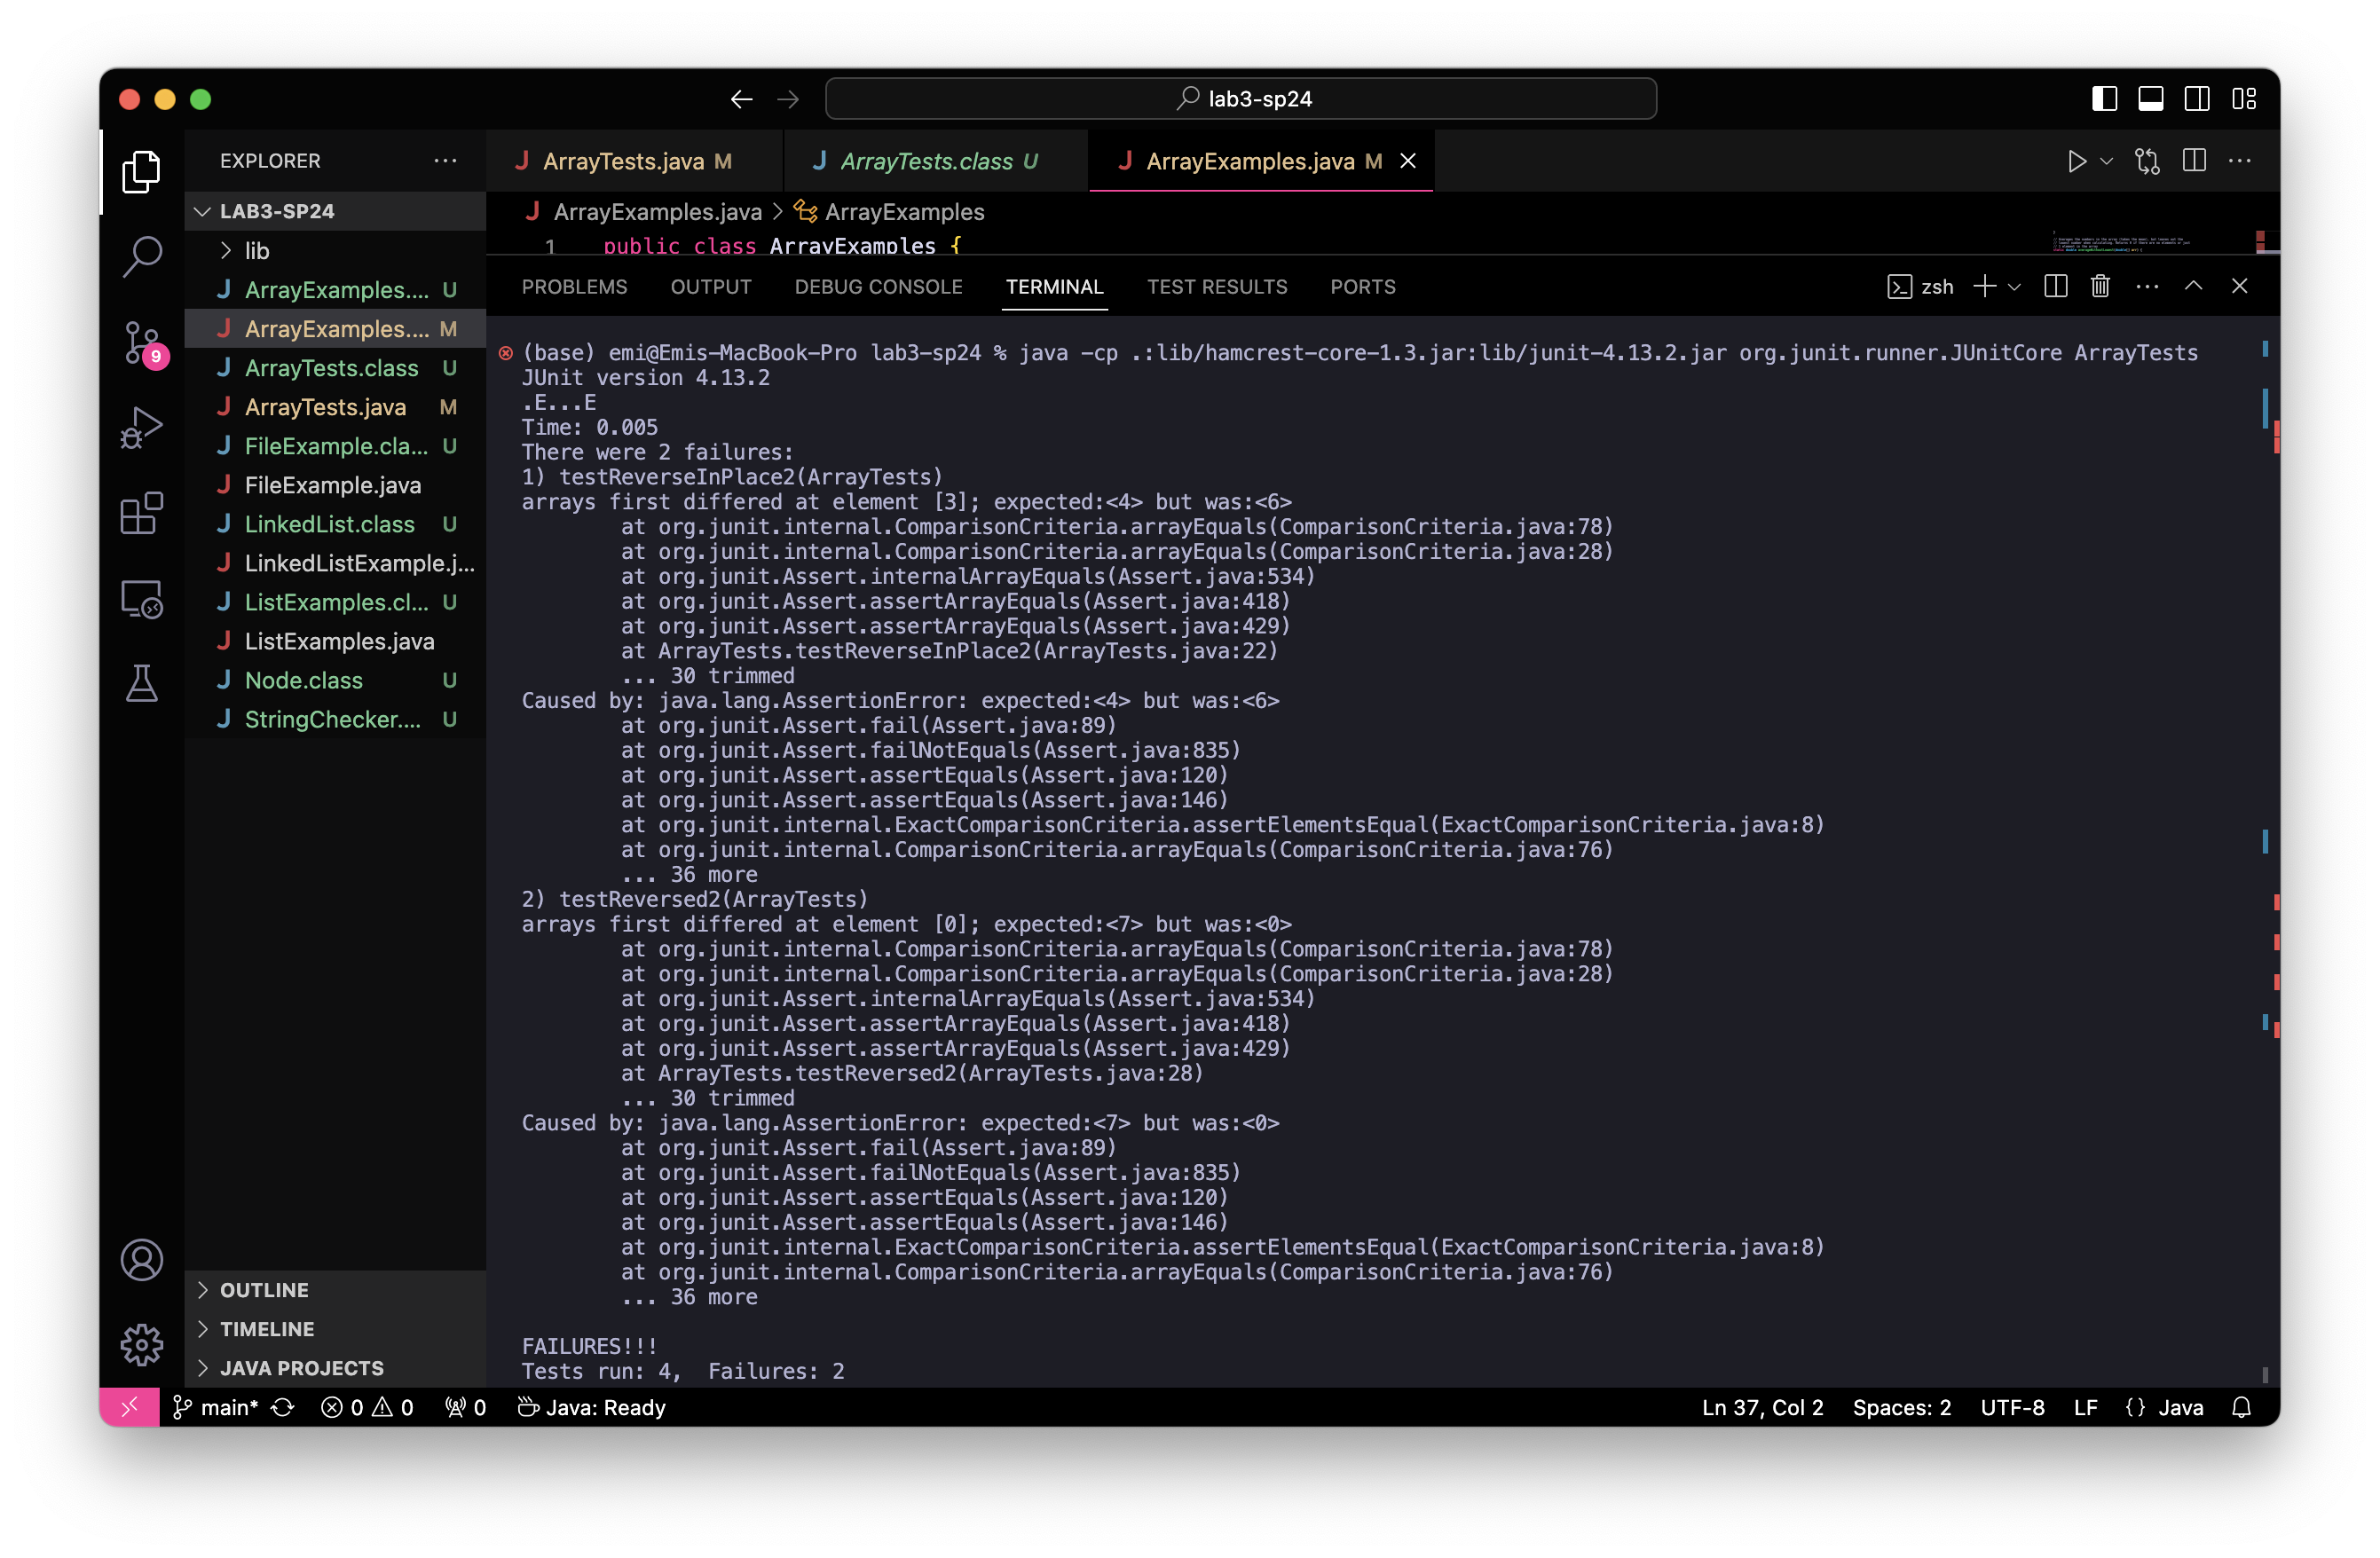 lab3-sp24
EXPLORER
ArrayTests.java M
ArrayTests.class U
ArrayExamples.java M
LAB3-SP24
lib
ArrayExamples.... U
ArrayExamples.... M
ArrayTests.class U
ArrayTests.java M
FileExample.cla... U
FileExample.java
LinkedList.class U
LinkedListExample.j...
ListExamples.cl... U
ListExamples.java
Node.class U
StringChecker.... U
9
OUTLINE
TIMELINE
JAVA PROJECTS
ArrayExamples.java > ArrayExamples
1 public class ArrayExamples {
PROBLEMS OUTPUT DEBUG CONSOLE TERMINAL TEST RESULTS PORTS
zsh
(base) emi@Emis-MacBook-Pro lab3-sp24 % java -cp .:lib/hamcrest-core-1.3.jar:lib/junit-4.13.2.jar org.junit.runner.JUnitCore ArrayTests
JUnit version 4.13.2
.E...E
Time: 0.005
There were 2 failures:
1) testReverseInPlace2(ArrayTests)
arrays first differed at element [3]; expected:<4> but was:<6>
at org.junit.internal.ComparisonCriteria.arrayEquals(ComparisonCriteria.java:78)
at org.junit.internal.ComparisonCriteria.arrayEquals(ComparisonCriteria.java:28)
at org.junit.Assert.internalArrayEquals(Assert.java:534)
at org.junit.Assert.assertArrayEquals(Assert.java:418)
at org.junit.Assert.assertArrayEquals(Assert.java:429)
at ArrayTests.testReverseInPlace2(ArrayTests.java:22)
... 30 trimmed
Caused by: java.lang.AssertionError: expected:<4> but was:<6>
at org.junit.Assert.fail(Assert.java:89)
at org.junit.Assert.failNotEquals(Assert.java:835)
at org.junit.Assert.assertEquals(Assert.java:120)
at org.junit.Assert.assertEquals(Assert.java:146)
at org.junit.internal.ExactComparisonCriteria.assertElementsEqual(ExactComparisonCriteria.java:8)
at org.junit.internal.ComparisonCriteria.arrayEquals(ComparisonCriteria.java:76)
... 36 more
2) testReversed2(ArrayTests)
arrays first differed at element [0]; expected:<7> but was:<0>
at org.junit.internal.ComparisonCriteria.arrayEquals(ComparisonCriteria.java:78)
at org.junit.internal.ComparisonCriteria.arrayEquals(ComparisonCriteria.java:28)
at org.junit.Assert.internalArrayEquals(Assert.java:534)
at org.junit.Assert.assertArrayEquals(Assert.java:418)
at org.junit.Assert.assertArrayEquals(Assert.java:429)
at ArrayTests.testReversed2(ArrayTests.java:28)
... 30 trimmed
Caused by: java.lang.AssertionError: expected:<7> but was:<0>
at org.junit.Assert.fail(Assert.java:89)
at org.junit.Assert.failNotEquals(Assert.java:835)
at org.junit.Assert.assertEquals(Assert.java:120)
at org.junit.Assert.assertEquals(Assert.java:146)
at org.junit.internal.ExactComparisonCriteria.assertElementsEqual(ExactComparisonCriteria.java:8)
at org.junit.internal.ComparisonCriteria.arrayEquals(ComparisonCriteria.java:76)
... 36 more
FAILURES!!!
Tests run: 4,  Failures: 2
main* 0 0 0 Java: Ready Ln 37, Col 2 Spaces: 2 UTF-8 LF {} Java